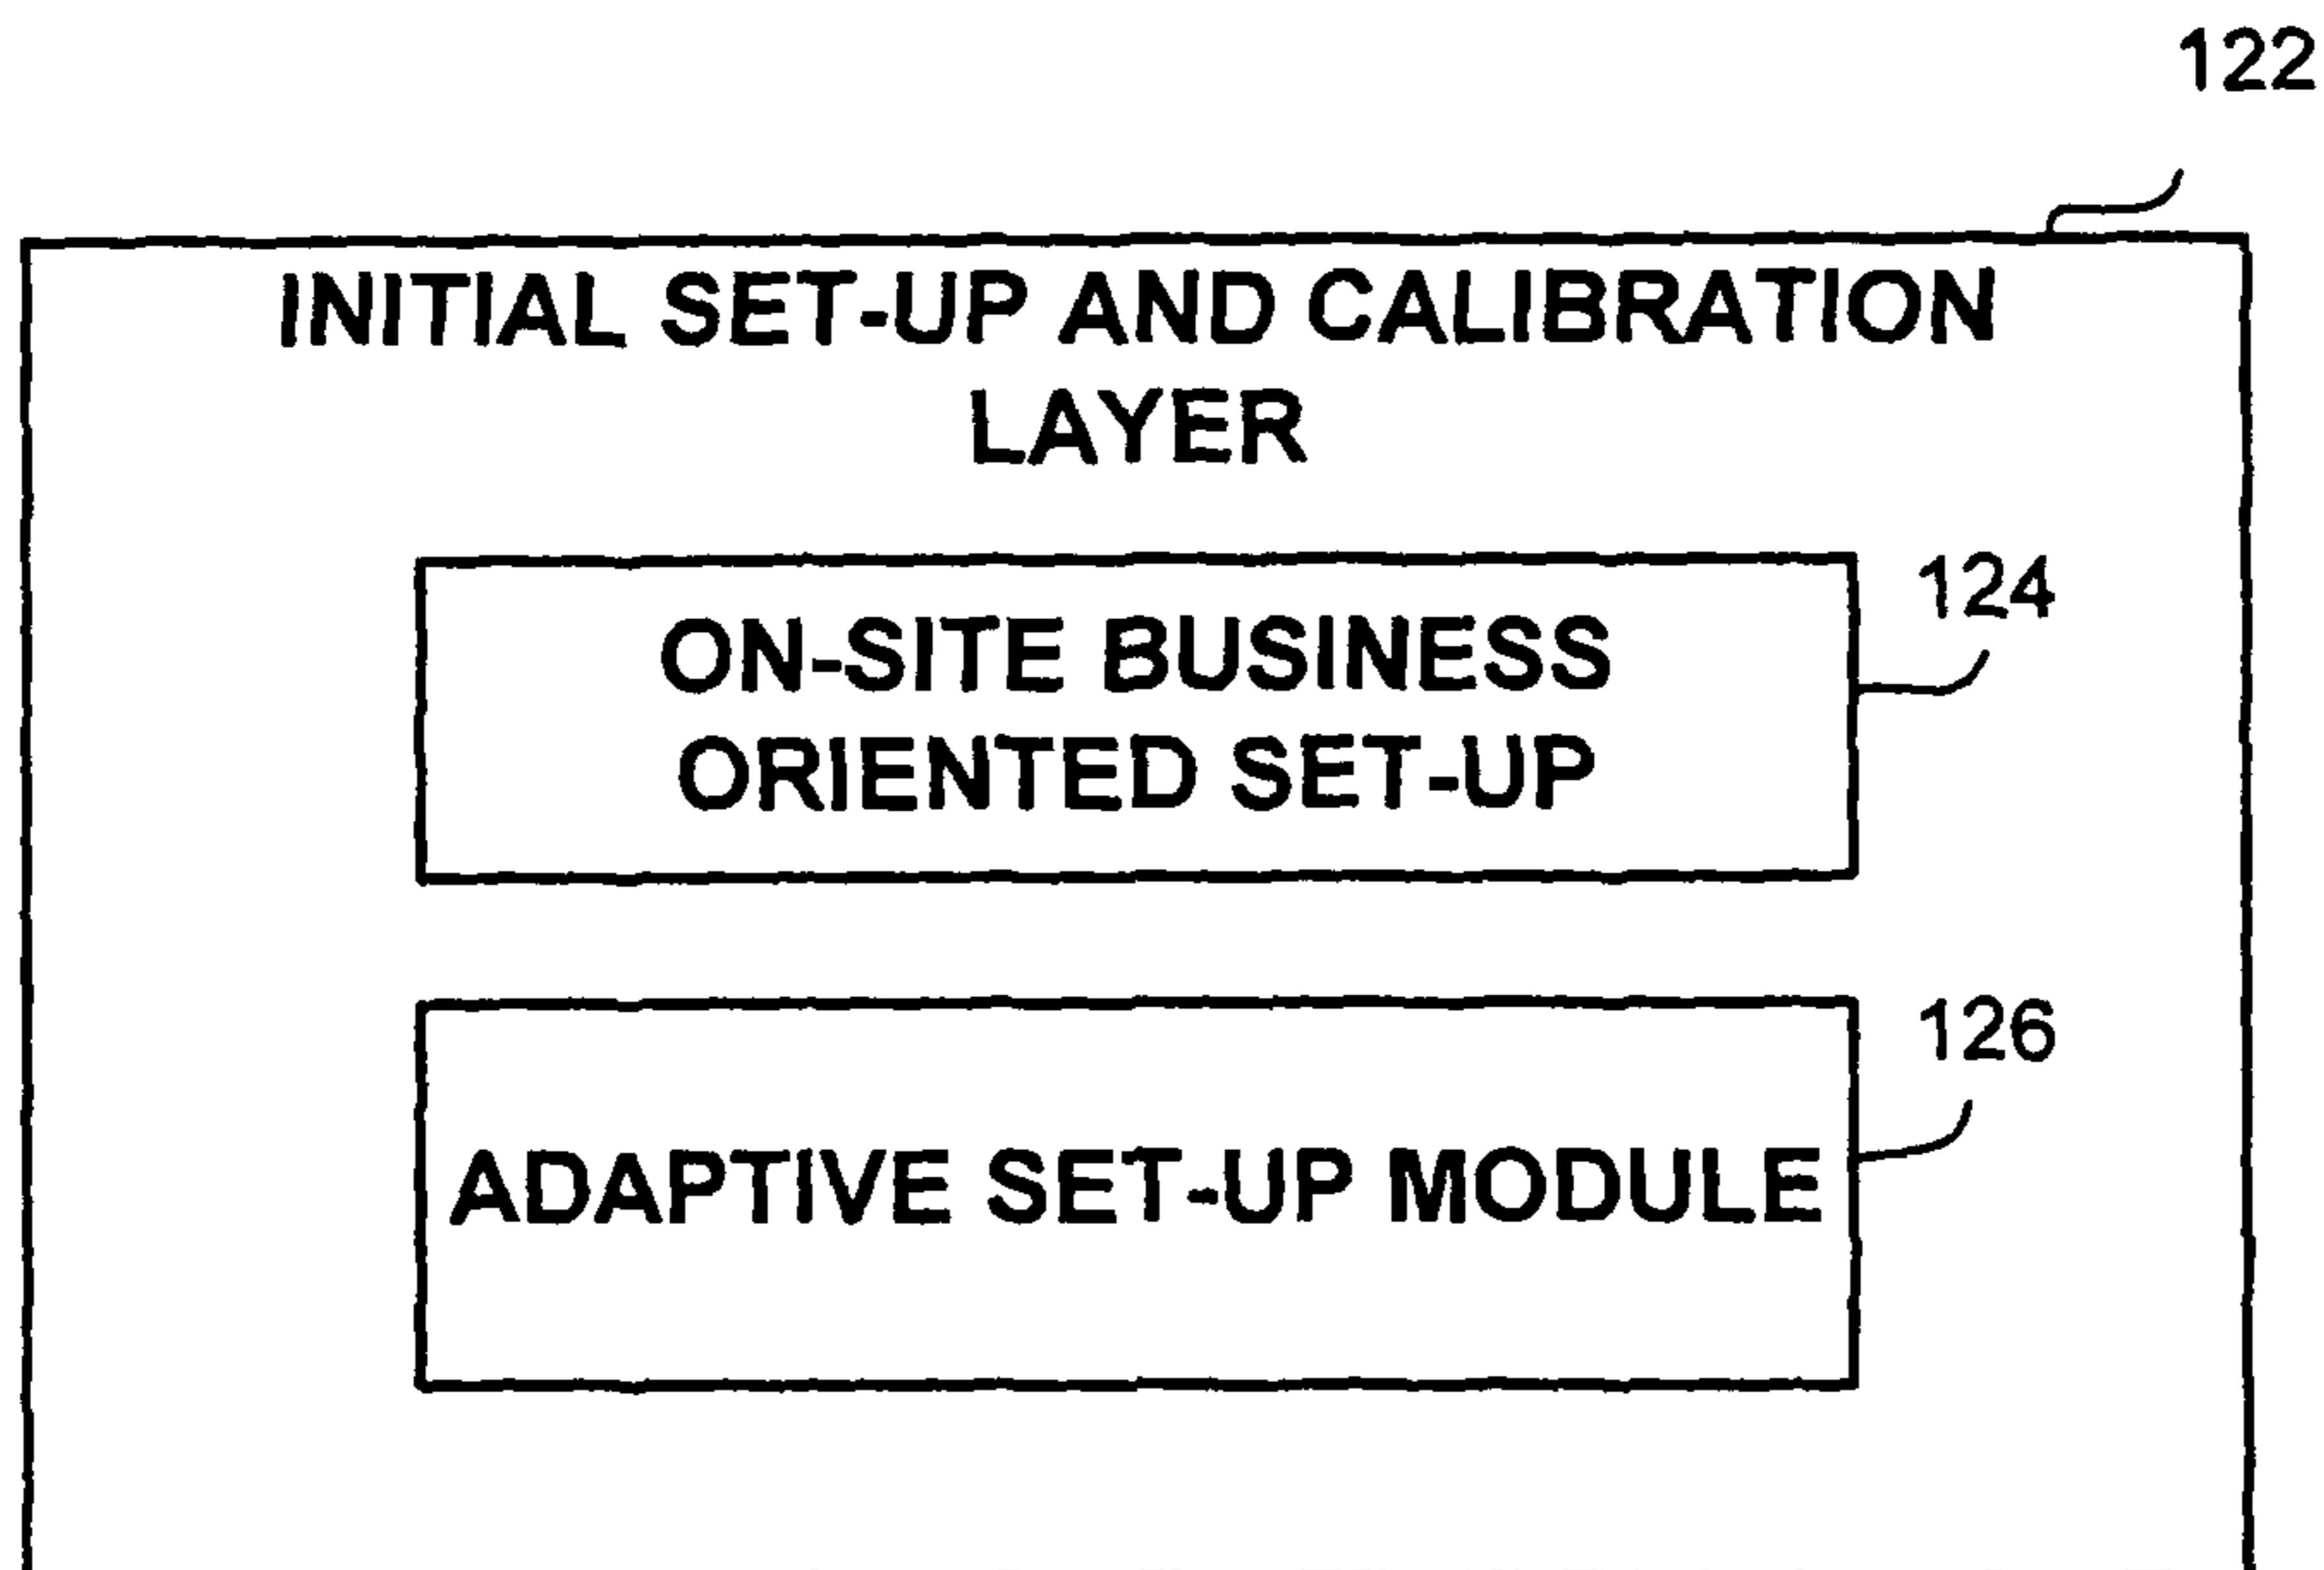 122
INITIAL SET-UP AND CALIBRATION
LAYER
124
ON-SITE BUSINESS
ORIENTED SET-UP
126
ADAPTIVE SET-UP MODULE